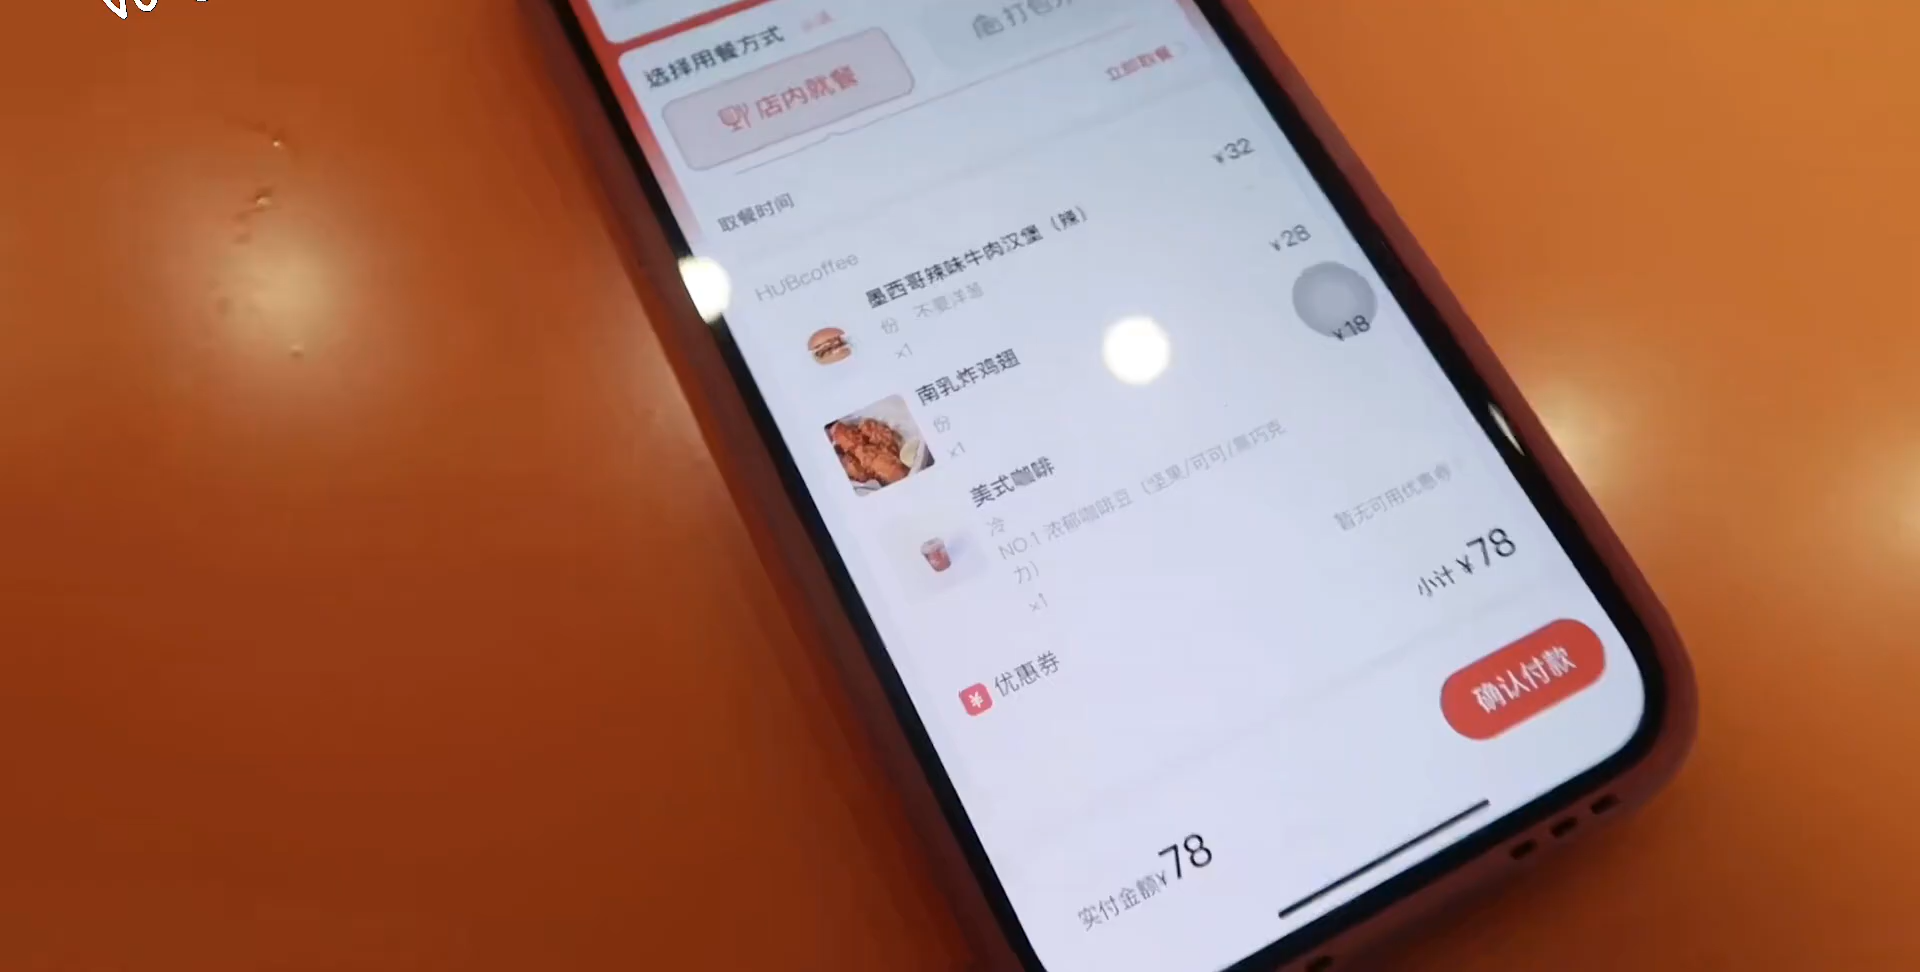 选择用餐方式
店内就餐
打包
取餐时间
立即取餐
HUBcoffee
墨西哥辣味牛肉汉堡（辣）
¥32
份 不要洋葱
x1
南乳炸鸡翅
¥28
份
x1
美式咖啡
¥18
冷
NO.1 浓郁咖啡豆（坚果/可可/黑巧克
力）
x1
优惠券
暂无可用优惠券
小计 ¥78
实付金额¥78
确认付款